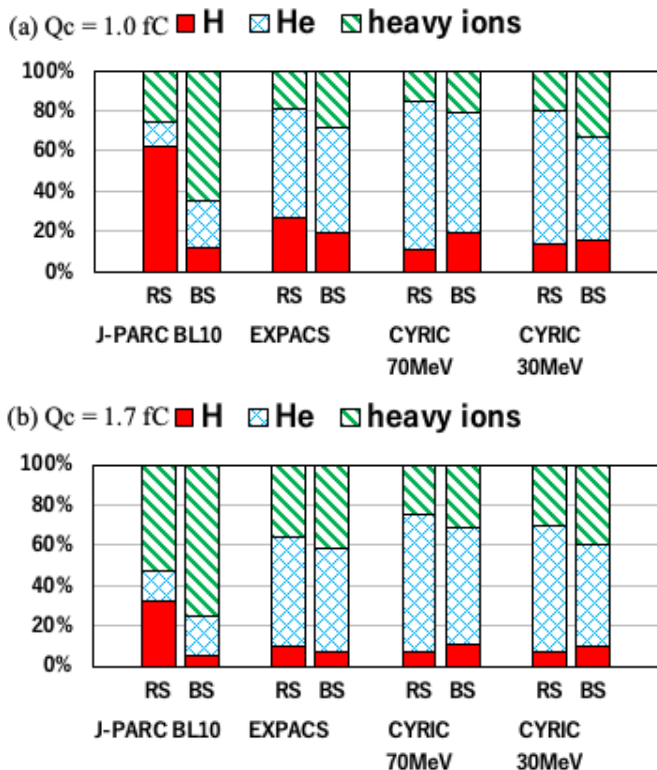 (a) Qc = 1.0 fC H He heavy ions
100%
80%
60%
40%
20%
0%
RS BS RS BS RS BS RS BS
J-PARC BL10 EXPACS CYRIC CYRIC
70MeV 30MeV
(b) Qc = 1.7 fC H He heavy ions
100%
80%
60%
40%
20%
0%
RS BS RS BS RS BS RS BS
J-PARC BL10 EXPACS CYRIC CYRIC
70MeV 30MeV